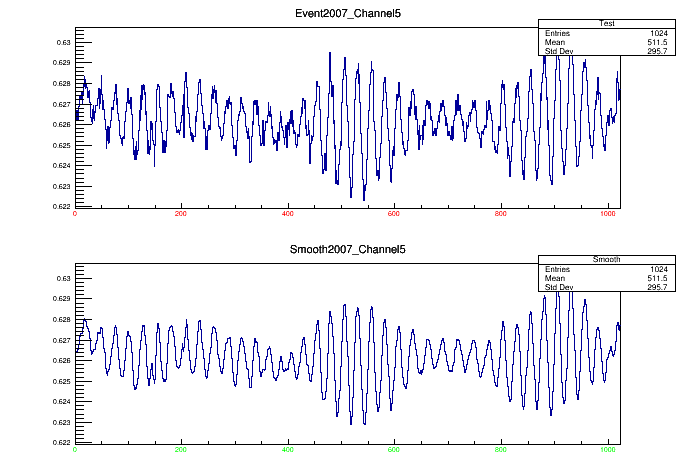 Event2007_Channel5
Test
Entries 1024
Mean 511.5
Std Dev 295.7
0.63
0.629
0.628
0.627
0.626
0.625
0.624
0.623
0.622
0 200 400 600 800 1000
Smooth2007_Channel5
Smooth
Entries 1024
Mean 511.5
Std Dev 295.7
0.63
0.629
0.628
0.627
0.626
0.625
0.624
0.623
0.622
0 200 400 600 800 1000